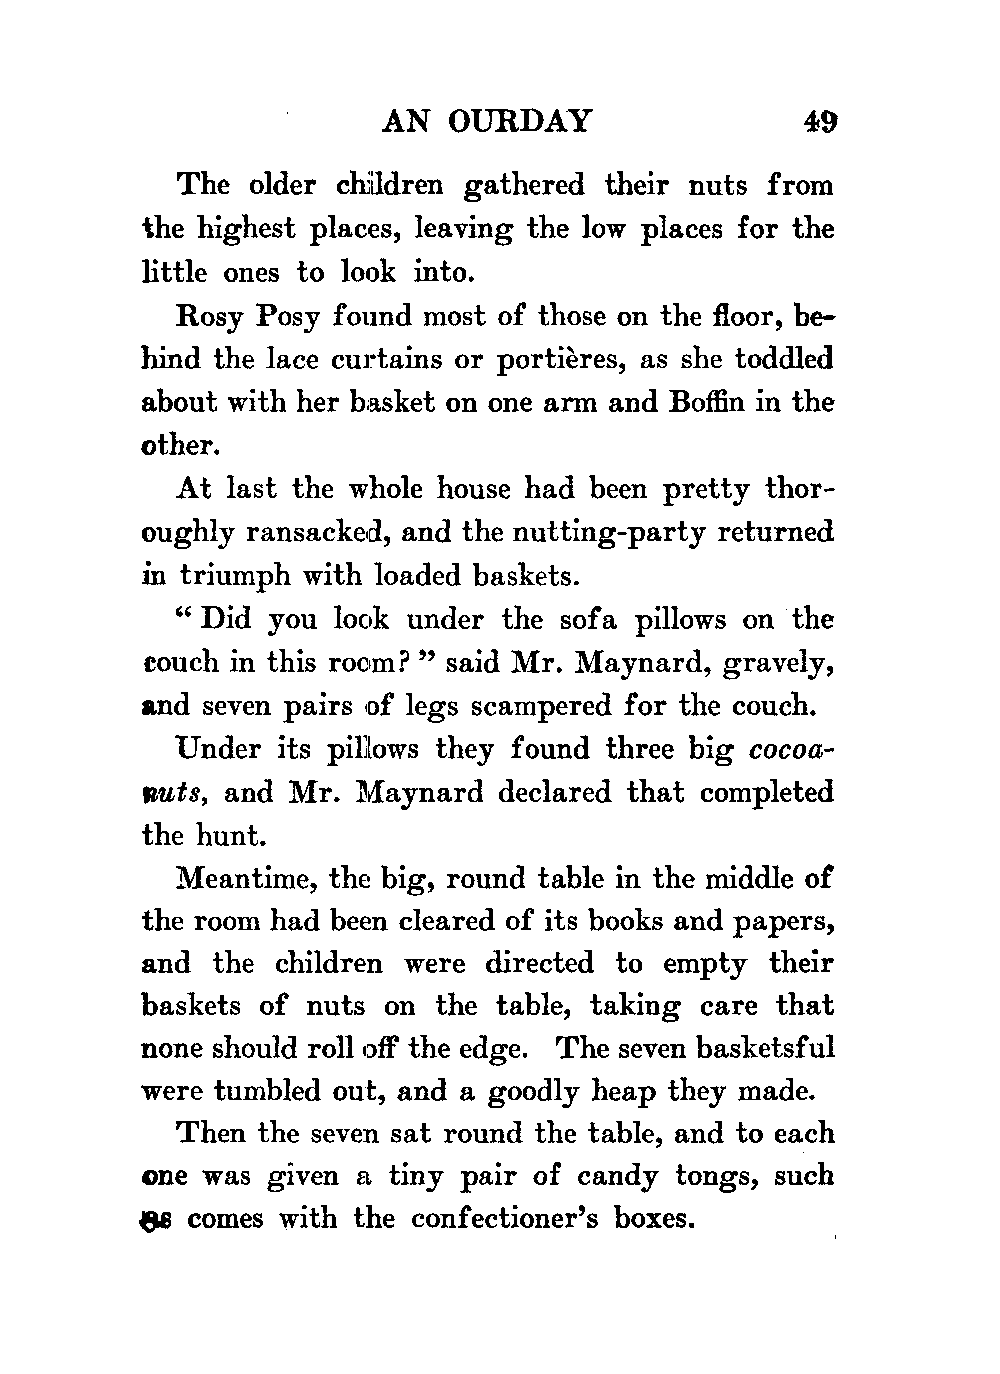 AN OURDAY 49
The older children gathered their nuts from
the highest places, leaving the low places for the
little ones to look into.
Rosy Posy found most of those on the floor, be-
hind the lace curtains or portières, as she toddled
about with her basket on one arm and Boffin in the
other.
At last the whole house had been pretty thor-
oughly ransacked, and the nutting-party returned
in triumph with loaded baskets.
“ Did you look under the sofa pillows on the
couch in this room? ” said Mr. Maynard, gravely,
and seven pairs of legs scampered for the couch.
Under its pillows they found three big cocoa-
nuts, and Mr. Maynard declared that completed
the hunt.
Meantime, the big, round table in the middle of
the room had been cleared of its books and papers,
and the children were directed to empty their
baskets of nuts on the table, taking care that
none should roll off the edge. The seven basketsful
were tumbled out, and a goodly heap they made.
Then the seven sat round the table, and to each
one was given a tiny pair of candy tongs, such
as comes with the confectioner’s boxes.